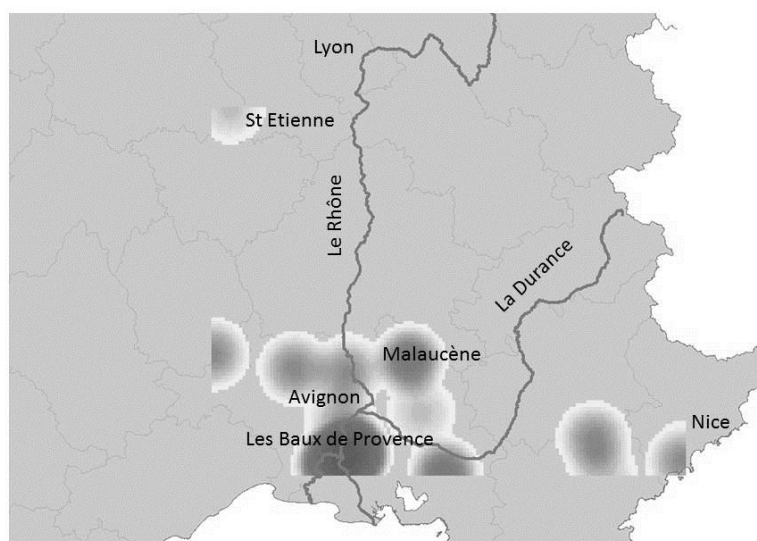 Lyon
St Etienne
Le Rhône
La Durance
Malaucène
Avignon
Nice
Les Baux de Provence